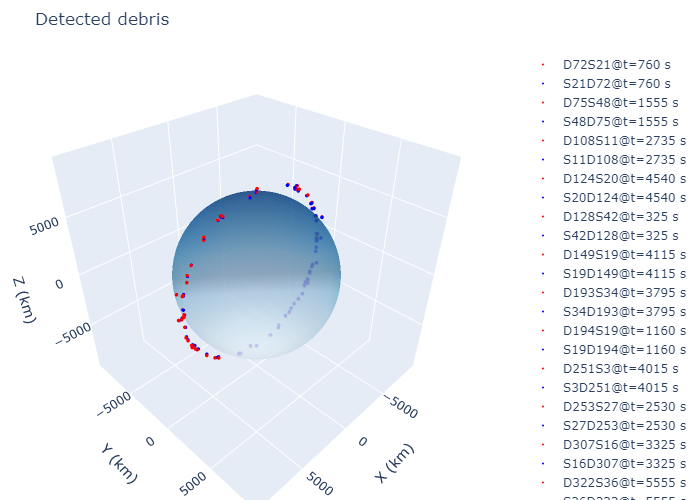 Detected debris
D72S21@t=760 s
S21D72@t=760 s
D75S48@t=1555 s
S48D75@t=1555 s
D108S11@t=2735 s
S11D108@t=2735 s
D124S20@t=4540 s
S20D124@t=4540 s
D128S42@t=325 s
S42D128@t=325 s
D149S19@t=4115 s
S19D149@t=4115 s
D193S34@t=3795 s
S34D193@t=3795 s
D194S19@t=1160 s
S19D194@t=1160 s
D251S3@t=4015 s
S3D251@t=4015 s
D253S27@t=2530 s
S27D253@t=2530 s
D307S16@t=3325 s
S16D307@t=3325 s
D322S36@t=5555 s
5000
0
−5000
Z (km)
−5000
0
5000
Y (km)
−5000
0
5000
X (km)